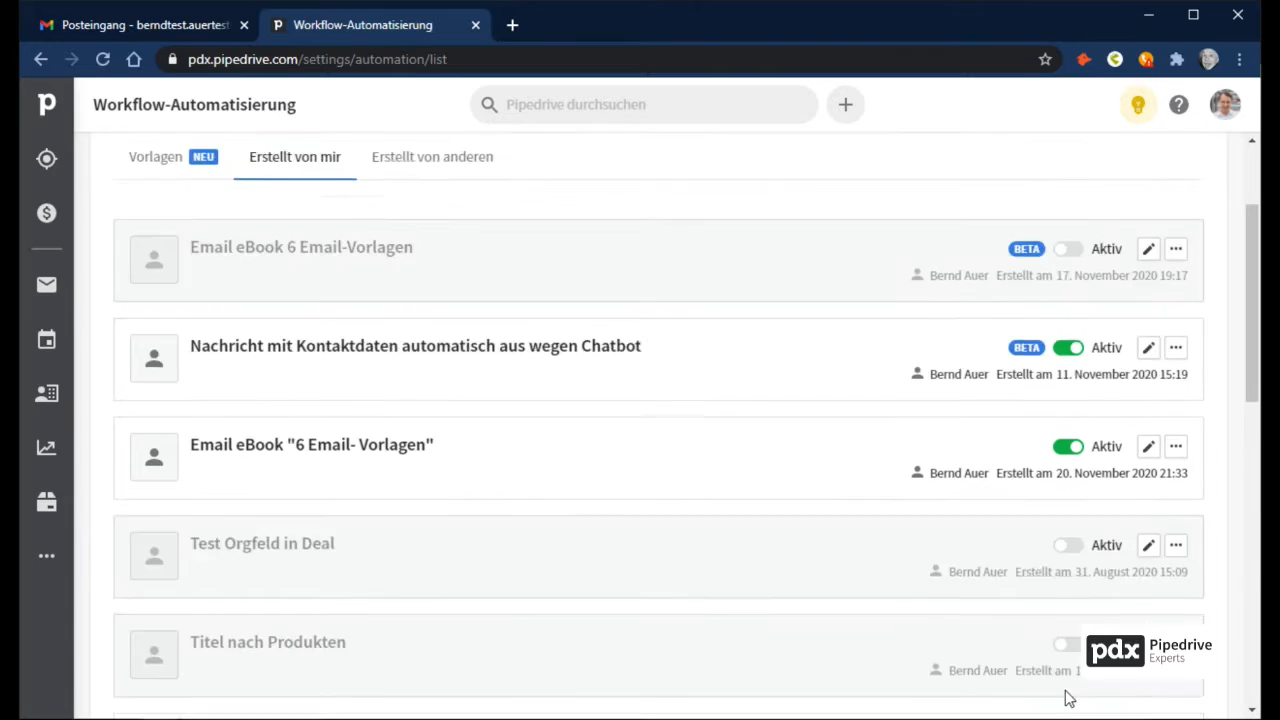 Posteingang - berndtest.auertest
Workflow-Automatisierung
pdx.pipedrive.com/settings/automation/list
Workflow-Automatisierung
Pipedrive durchsuchen
Vorlagen NEU Erstellt von mir Erstellt von anderen
Email eBook 6 Email-Vorlagen
BETA Aktiv
Bernd Auer Erstellt am 17. November 2020 19:17
Nachricht mit Kontaktdaten automatisch aus wegen Chatbot
BETA Aktiv
Bernd Auer Erstellt am 11. November 2020 15:19
Email eBook "6 Email- Vorlagen"
Aktiv
Bernd Auer Erstellt am 20. November 2020 21:33
Test Orgfeld in Deal
Aktiv
Bernd Auer Erstellt am 31. August 2020 15:09
Titel nach Produkten
Bernd Auer Erstellt am 1
pdx Pipedrive
Experts